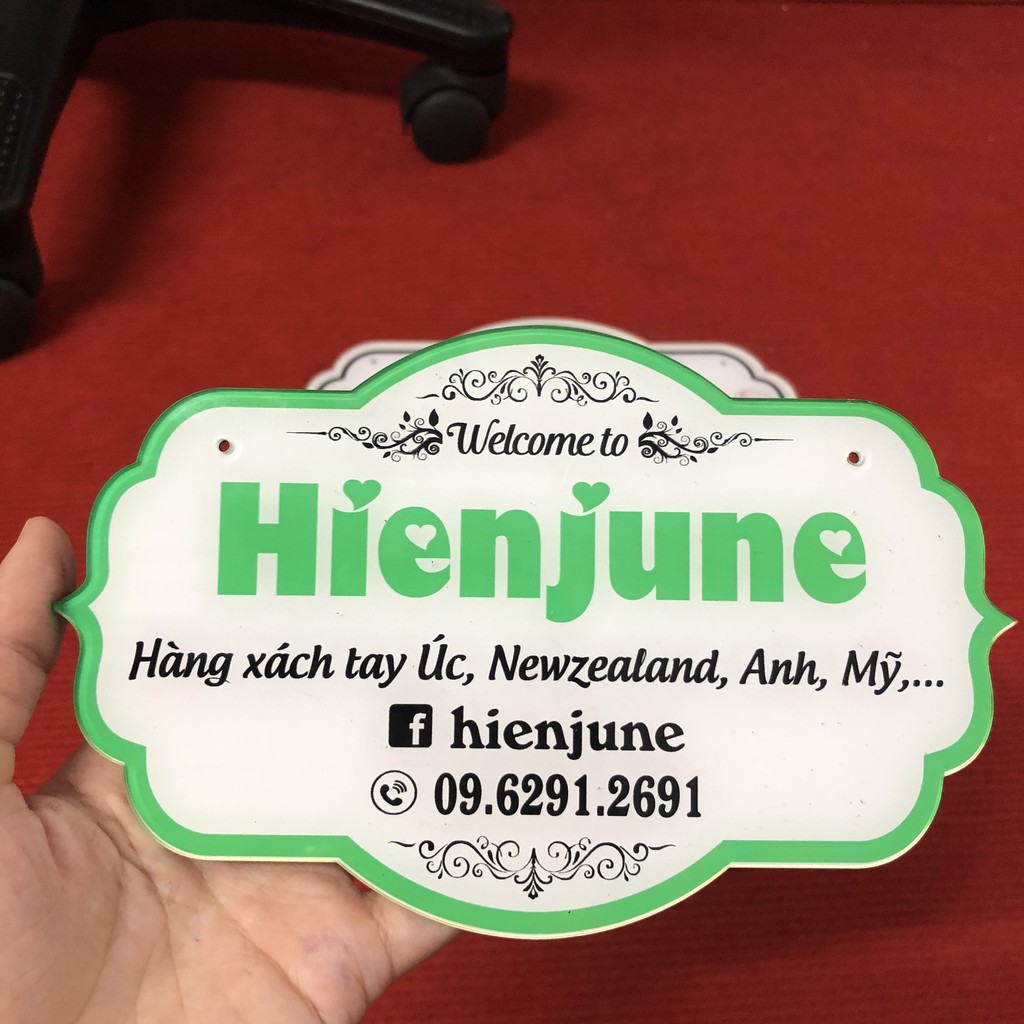 Welcome to
Hienjune
Hàng xách tay Úc, Newzealand, Anh, Mỹ,...
f hienjune
09.6291.2691